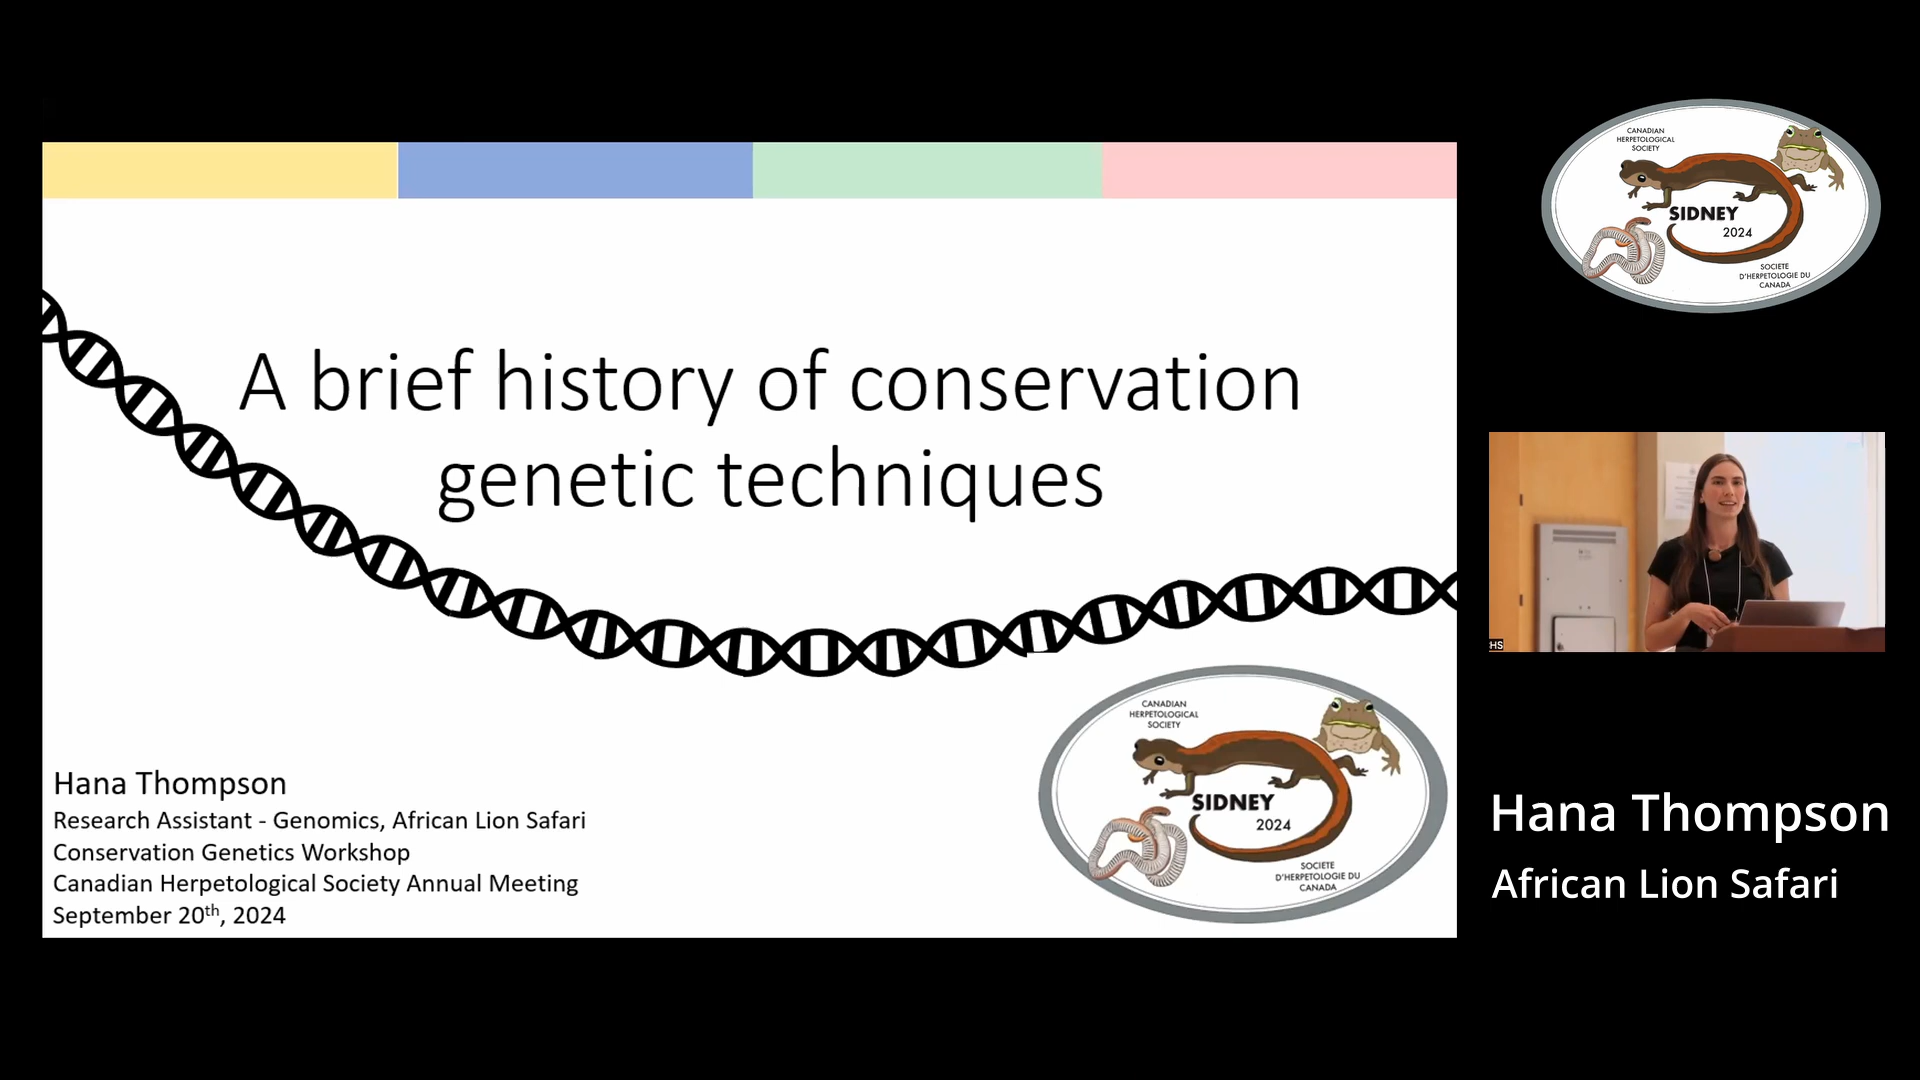 A brief history of conservation
genetic techniques
Hana Thompson
Research Assistant - Genomics, African Lion Safari
Conservation Genetics Workshop
Canadian Herpetological Society Annual Meeting
September 20th, 2024
CANADIAN
HERPETOLOGICAL
SOCIETY
SIDNEY
2024
SOCIETE
D'HERPETOLOGIE DU
CANADA
CANADIAN
HERPETOLOGICAL
SOCIETY
SIDNEY
2024
SOCIETE
D'HERPETOLOGIE DU
CANADA
HS
Hana Thompson
African Lion Safari